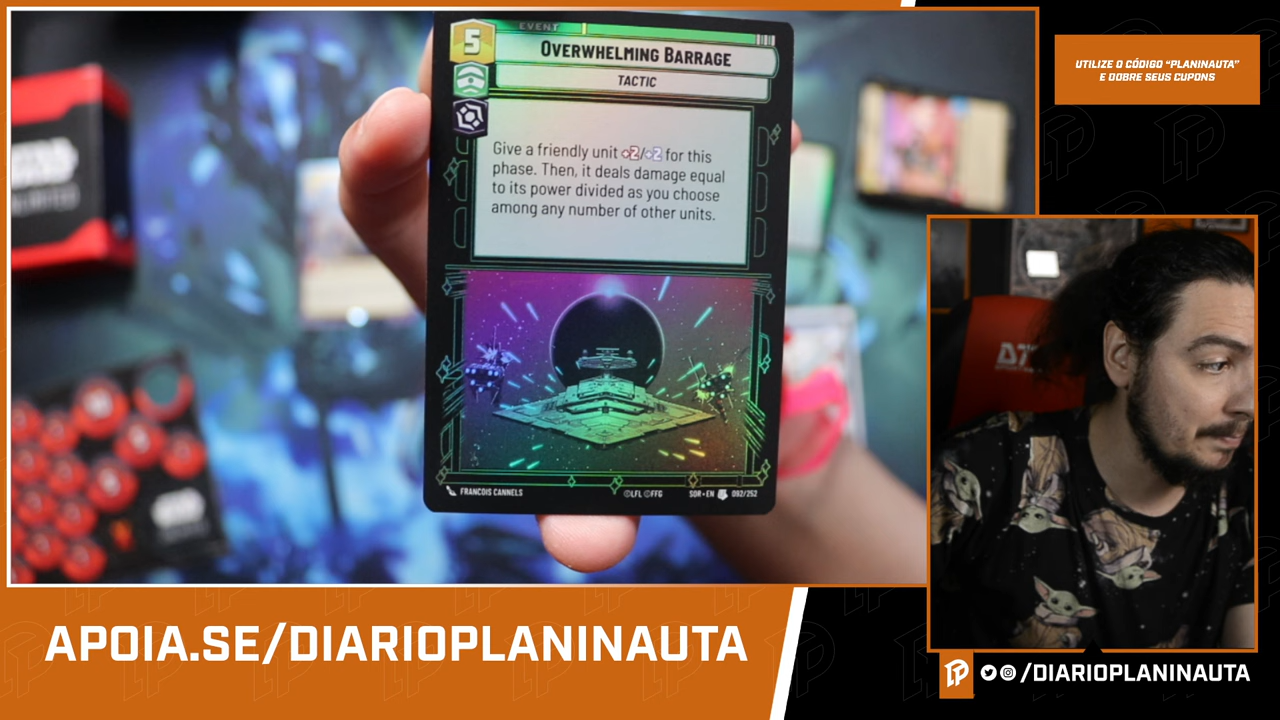 UTILIZE O CÓDIGO “PLANINAUTA”
E DOBRE SEUS CUPONS
EVENT
5
OVERWHELMING BARRAGE
TACTIC
Give a friendly unit +2/+2 for this
phase. Then, it deals damage equal
to its power divided as you choose
among any number of other units.
FRANCOIS CANNELS
©LFL ©FFG
SOR • EN
092/252
APOIA.SE/DIARIOPLANINAUTA
/DIARIOPLANINAUTA